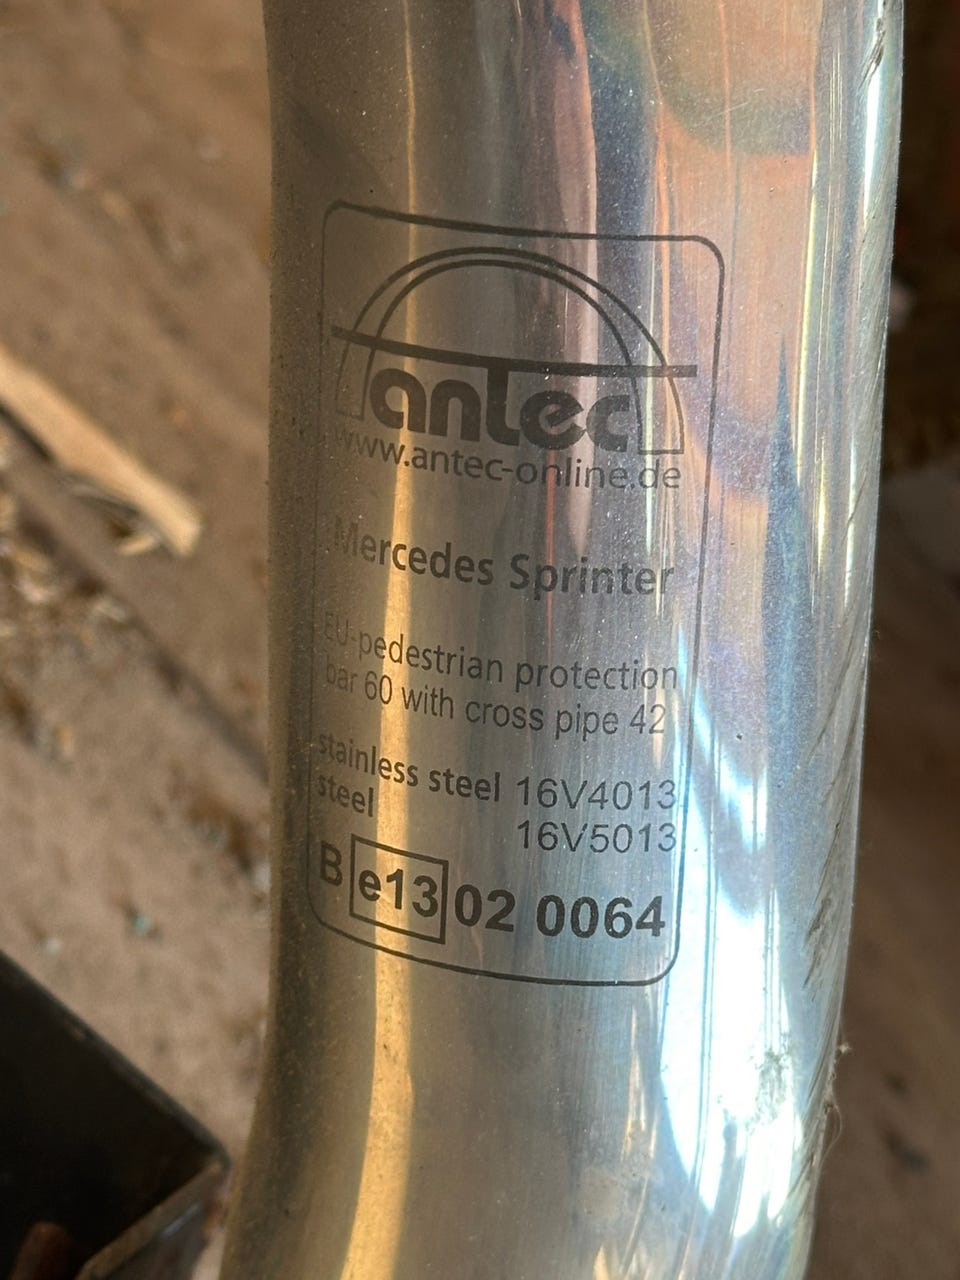 antec
www.antec-online.de
Mercedes Sprinter
EU-pedestrian protection
bar 60 with cross pipe 42
stainless steel 16V4013
steel 16V5013
B e13 02 0064